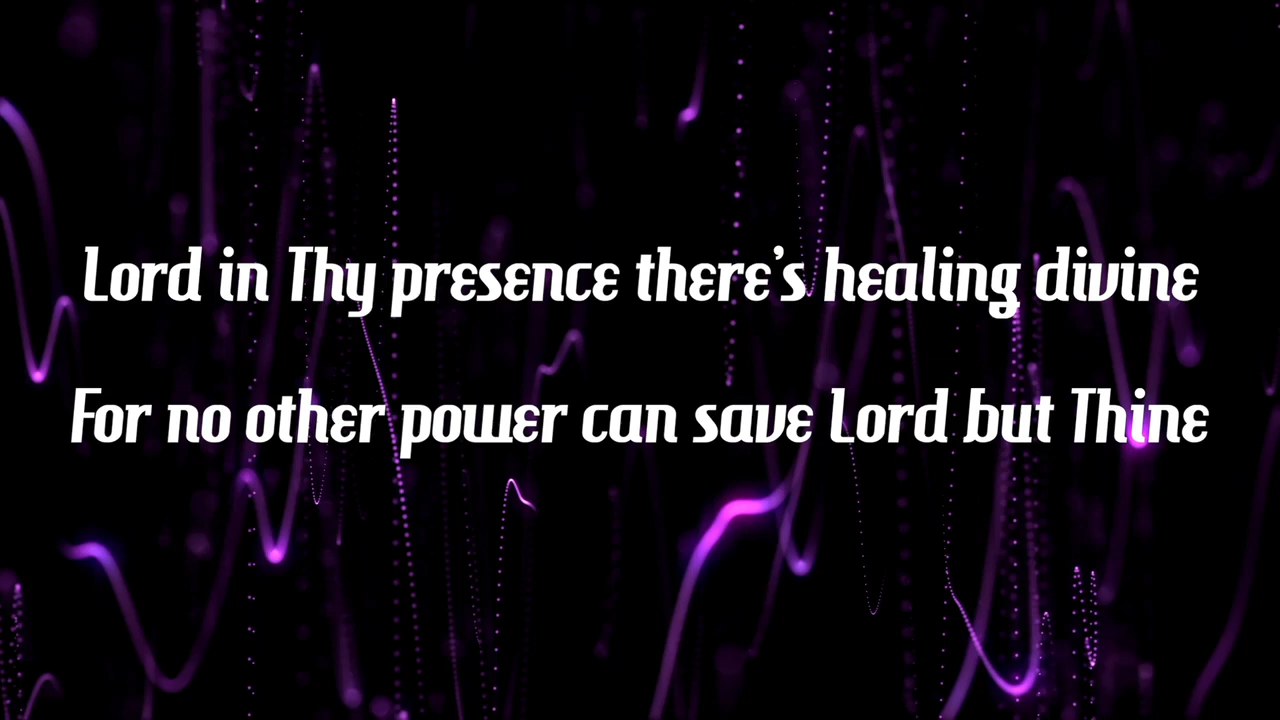 Lord in Thy presence there’s healing divine
For no other power can save Lord but Thine